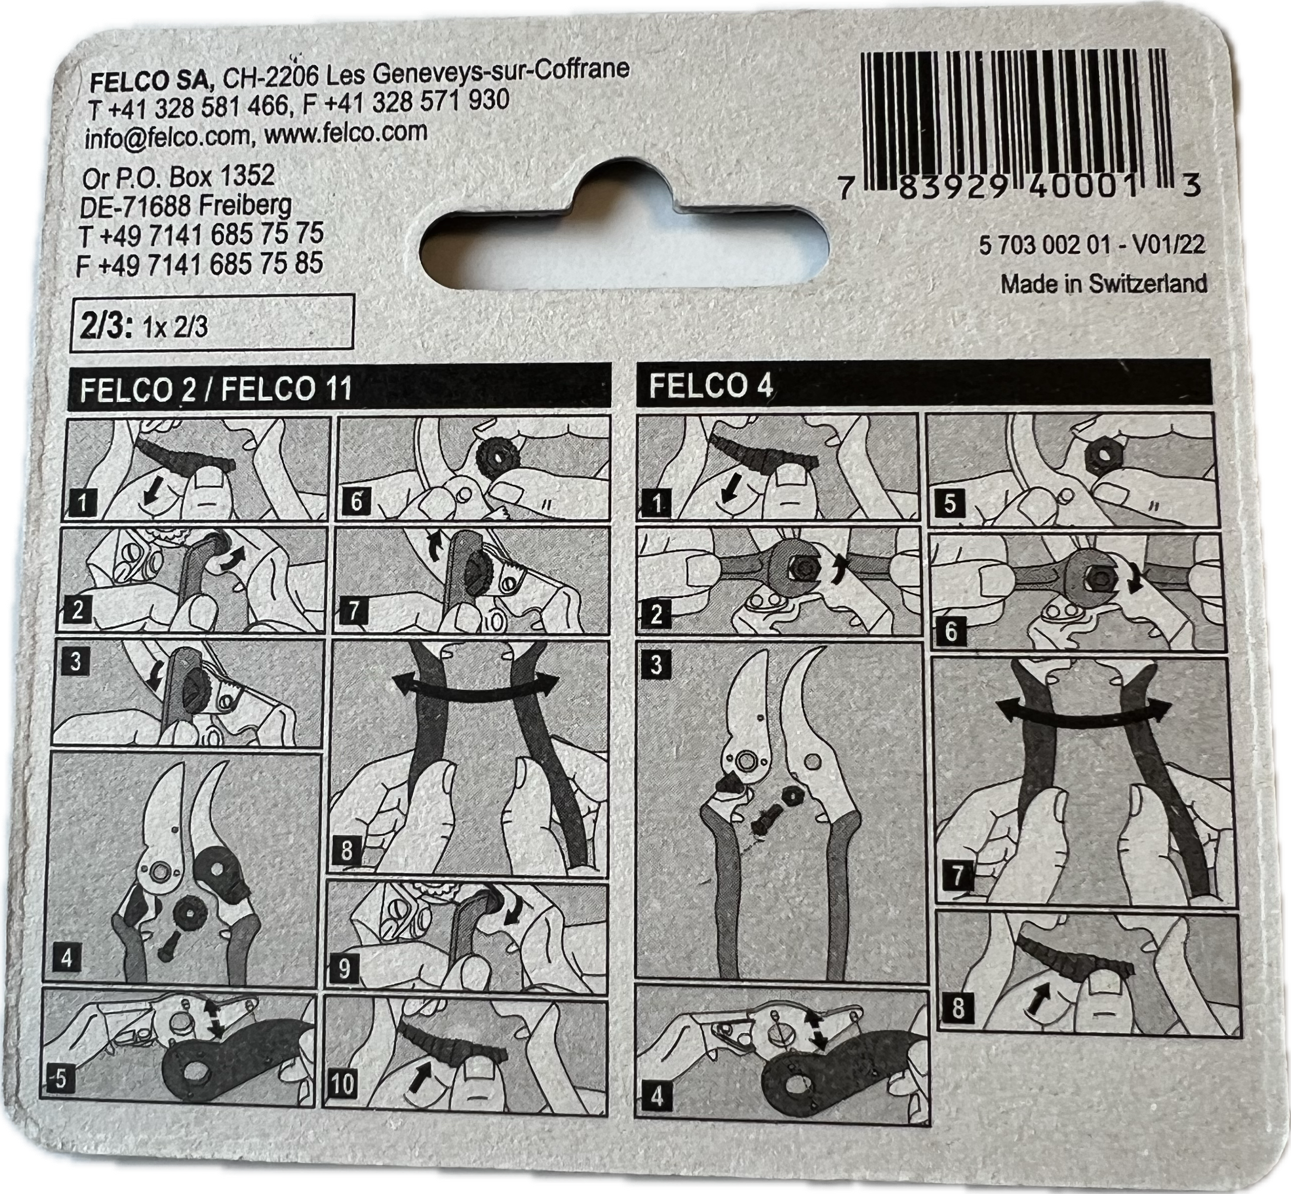 FELCO SA, CH-2206 Les Geneveys-sur-Coffrane
T +41 328 581 466, F +41 328 571 930
info@felco.com, www.felco.com
Or P.O. Box 1352
DE-71688 Freiberg
T +49 7141 685 75 75
F +49 7141 685 75 85
7 83929 40001 3
5 703 002 01 - V01/22
Made in Switzerland
2/3: 1x 2/3
FELCO 2 / FELCO 11
1
2
3
4
5
6
7
8
9
10
FELCO 4
1
2
3
4
5
6
7
8